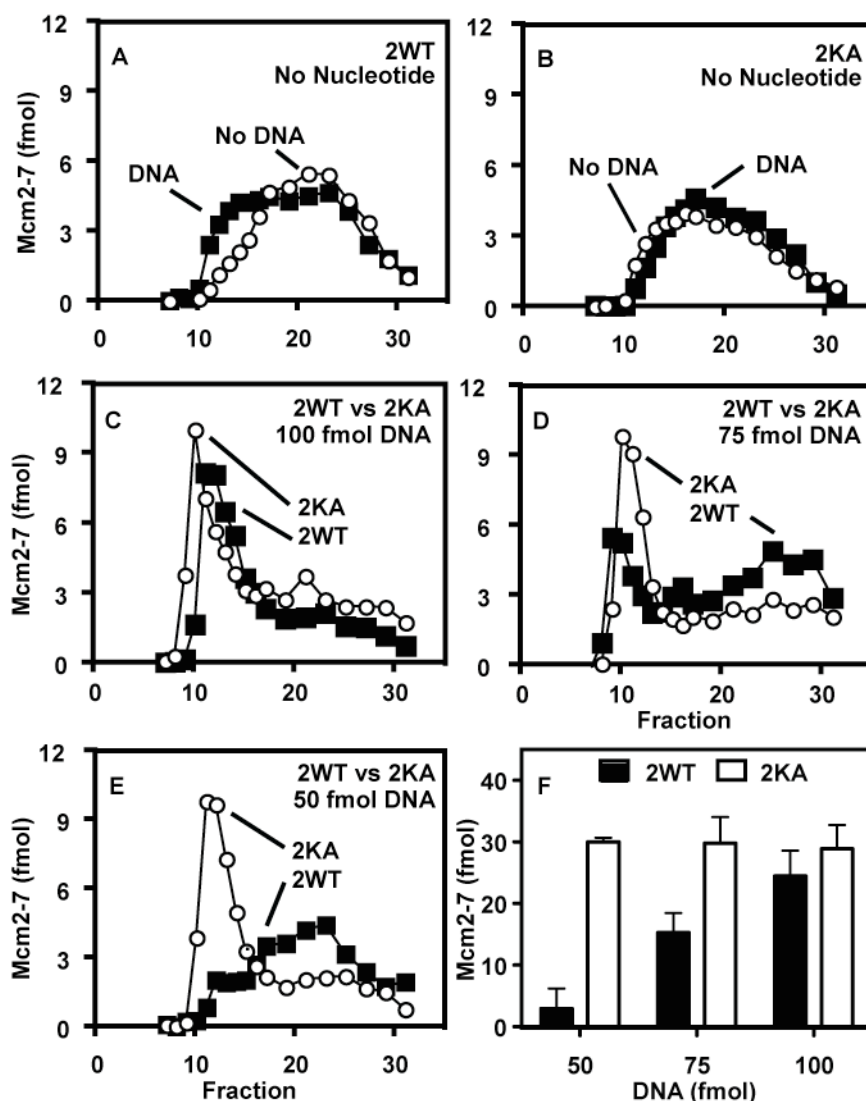 A
2WT
No Nucleotide
Mcm2-7 (fmol)
12
9
6
3
0
No DNA
DNA
0 10 20 30
B
2KA
No Nucleotide
12
9
6
3
0
No DNA
DNA
0 10 20 30
C
2WT vs 2KA
100 fmol DNA
Mcm2-7 (fmol)
12
9
6
3
0
2KA
2WT
0 10 20 30
D
2WT vs 2KA
75 fmol DNA
12
9
6
3
0
2KA
2WT
0 10 20 30
Fraction
E
2WT vs 2KA
50 fmol DNA
Mcm2-7 (fmol)
12
9
6
3
0
2KA
2WT
0 10 20 30
Fraction
F
2WT 2KA
Mcm2-7 (fmol)
40
30
20
10
0
50 75 100
DNA (fmol)